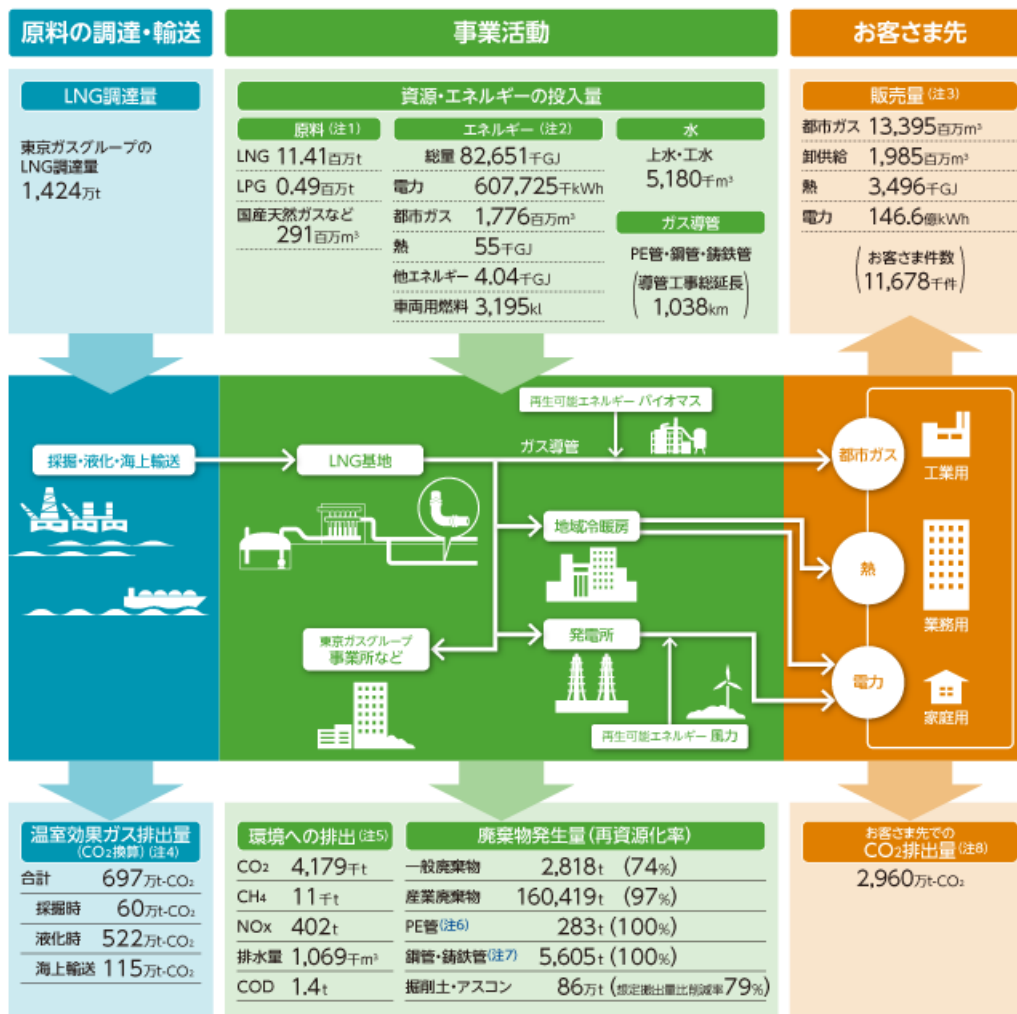 原料の調達・輸送
事業活動
お客さま先
LNG調達量
東京ガスグループの
LNG調達量
1,424万t
資源・エネルギーの投入量
原料(注1)
LNG 11.41百万t
LPG 0.49百万t
国産天然ガスなど
291百万m³
エネルギー(注2)
総量 82,651千GJ
電力 607,725千kWh
都市ガス 1,776百万m³
熱 55千GJ
他エネルギー 4.04千GJ
車両用燃料 3,195kl
水
上水・工水
5,180千m³
ガス導管
PE管・鋼管・鋳鉄管
(導管工事総延長)
1,038km
販売量(注3)
都市ガス 13,395百万m³
卸供給 1,985百万m³
熱 3,496千GJ
電力 146.6億kWh
(お客さま件数)
11,678千件
採掘・液化・海上輸送
LNG基地
再生可能エネルギー バイオマス
ガス導管
地域冷暖房
東京ガスグループ
事業所など
発電所
再生可能エネルギー 風力
都市ガス
熱
電力
工業用
業務用
家庭用
温室効果ガス排出量
(CO₂換算)(注4)
合計 697万t-CO₂
採掘時 60万t-CO₂
液化時 522万t-CO₂
海上輸送 115万t-CO₂
環境への排出(注5)
CO₂ 4,179千t
CH₄ 11千t
NOx 402t
排水量 1,069千m³
COD 1.4t
廃棄物発生量(再資源化率)
一般廃棄物 2,818t (74%)
産業廃棄物 160,419t (97%)
PE管(注6) 283t (100%)
鋼管・鋳鉄管(注7) 5,605t (100%)
掘削土・アスコン 86万t (想定搬出量比削減率79%)
お客さま先での
CO₂排出量(注8)
2,960万t-CO₂